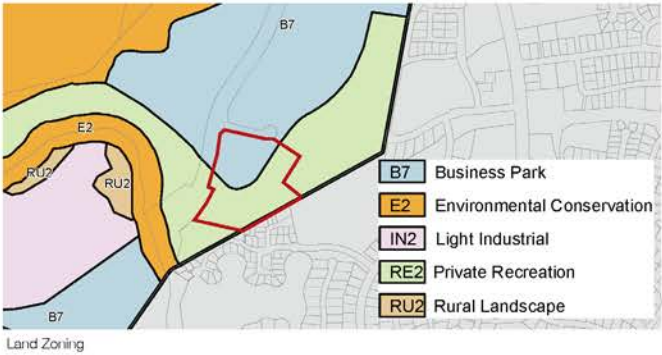 B7
E2
RU2
RU2
B7
B7 Business Park
E2 Environmental Conservation
IN2 Light Industrial
RE2 Private Recreation
RU2 Rural Landscape
Land Zoning